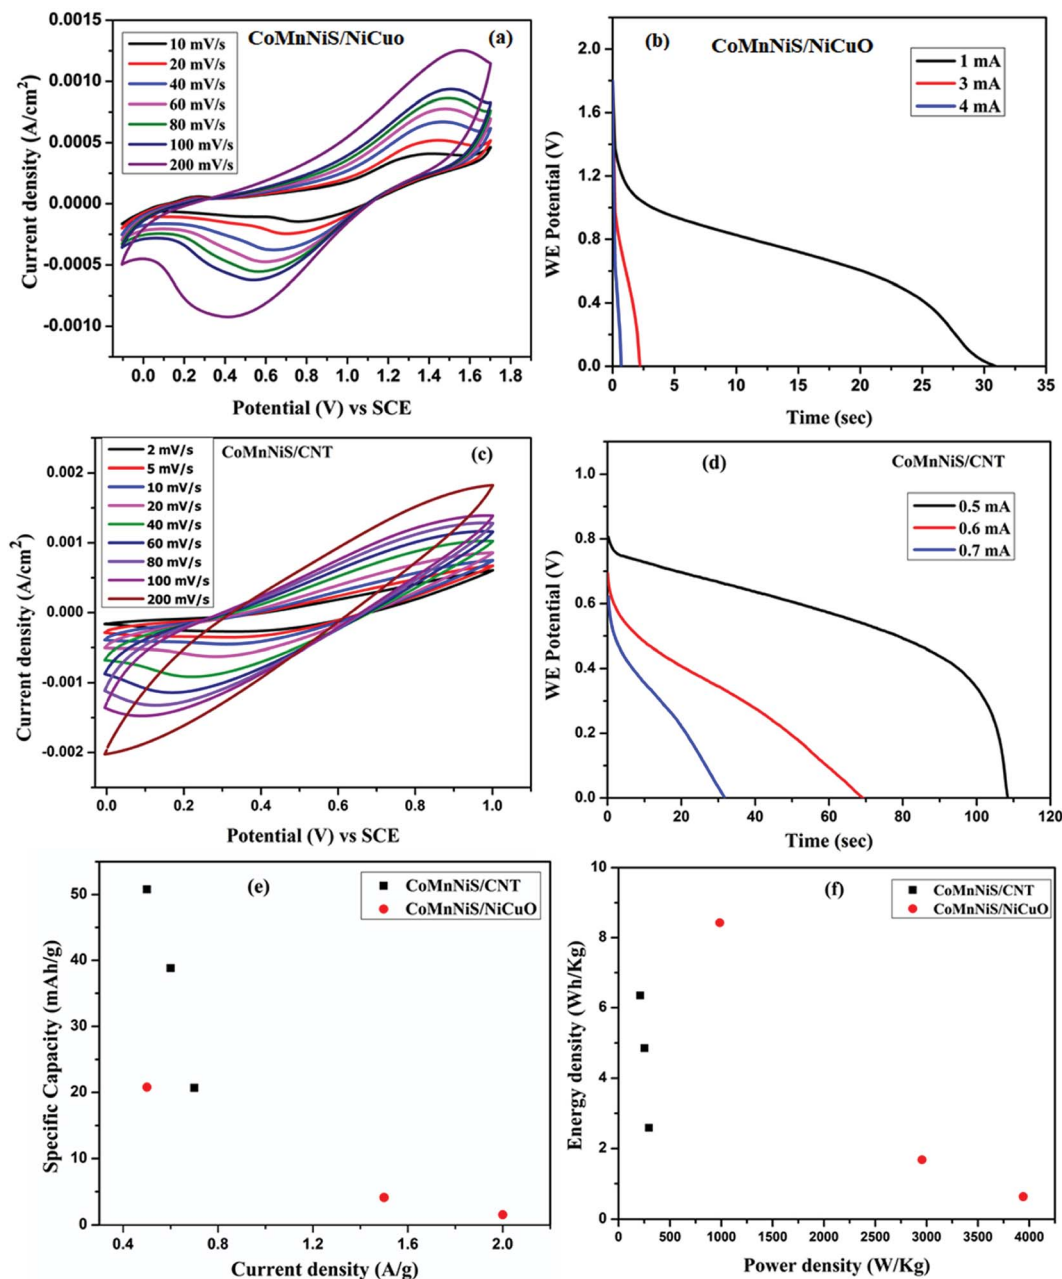 CoMnNiS/NiCuo
(a)
10 mV/s
20 mV/s
40 mV/s
60 mV/s
80 mV/s
100 mV/s
200 mV/s
Current density (A/cm²)
0.0015
0.0010
0.0005
0.0000
-0.0005
-0.0010
0.0 0.2 0.4 0.6 0.8 1.0 1.2 1.4 1.6 1.8
Potential (V) vs SCE
(b)
CoMnNiS/NiCuO
1 mA
3 mA
4 mA
WE Potential (V)
2.0
1.6
1.2
0.8
0.4
0.0
0 5 10 15 20 25 30 35
Time (sec)
CoMnNiS/CNT
(c)
2 mV/s
5 mV/s
10 mV/s
20 mV/s
40 mV/s
60 mV/s
80 mV/s
100 mV/s
200 mV/s
Current density (A/cm²)
0.002
0.001
0.000
-0.001
-0.002
0.0 0.2 0.4 0.6 0.8 1.0
Potential (V) vs SCE
(d)
CoMnNiS/CNT
0.5 mA
0.6 mA
0.7 mA
WE Potential (V)
1.0
0.8
0.6
0.4
0.2
0.0
0 20 40 60 80 100 120
Time (sec)
(e)
CoMnNiS/CNT
CoMnNiS/NiCuO
Specific Capacity (mAh/g)
50
40
30
20
10
0
0.4 0.8 1.2 1.6 2.0
Current density (A/g)
(f)
CoMnNiS/CNT
CoMnNiS/NiCuO
Energy density (Wh/Kg)
10
8
6
4
2
0
0 500 1000 1500 2000 2500 3000 3500 4000
Power density (W/Kg)